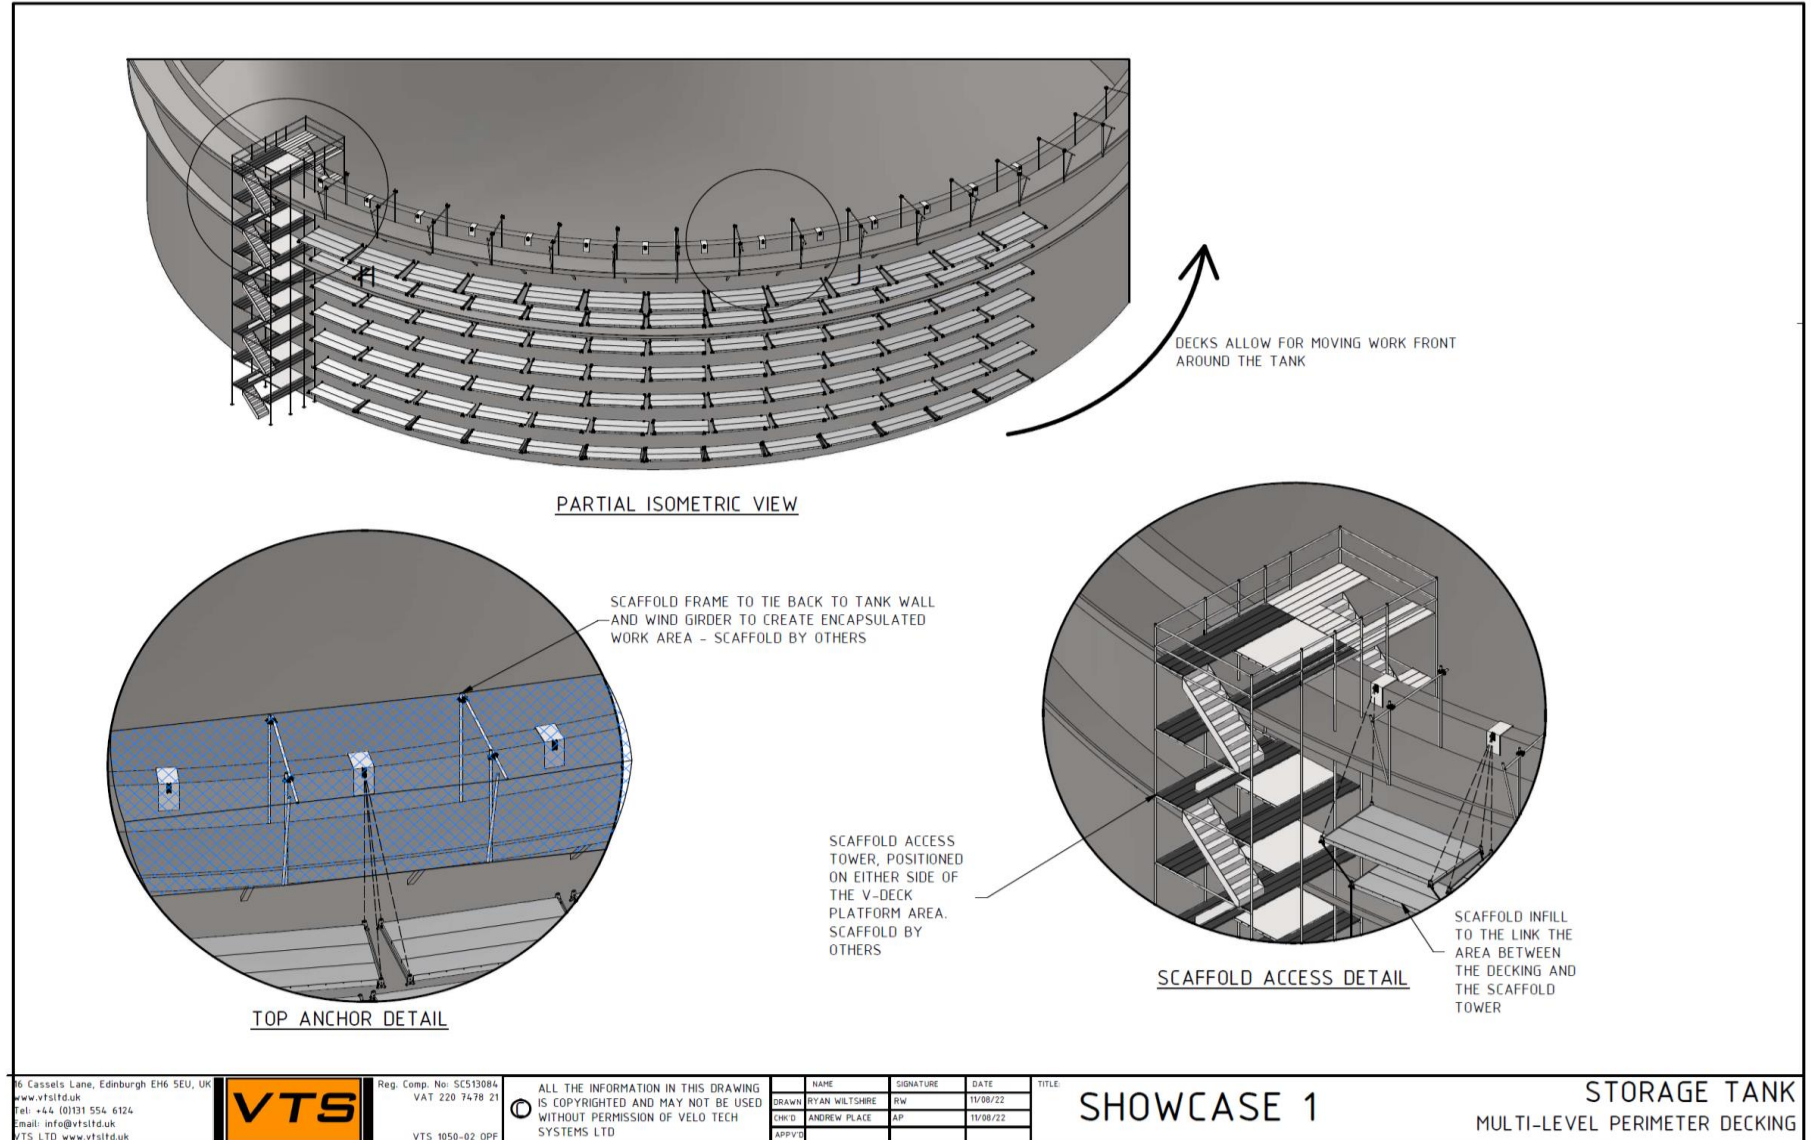 H
J
DECKS ALLOW FOR MOVING WORK FRONT
AROUND THE TANK
PARTIAL ISOMETRIC VIEW
SCAFFOLD FRAME TO TIE BACK TO TANK WALL
AND WIND GIRDER TO CREATE ENCAPSULATED
WORK AREA - SCAFFOLD BY OTHERS
TOP ANCHOR DETAIL
SCAFFOLD ACCESS
TOWER, POSITIONED
ON EITHER SIDE OF
THE V-DECK
PLATFORM AREA.
SCAFFOLD BY
OTHERS
SCAFFOLD ACCESS DETAIL
SCAFFOLD INFILL
TO THE LINK THE
AREA BETWEEN
THE DECKING AND
THE SCAFFOLD
TOWER
16 Cassels Lane, Edinburgh EH6 5EU, UK
www.vtsltd.uk
Tel: +44 (0)131 554 6124
Email: info@vtsltd.uk
VTS LTD www.vtsltd.uk
VTS
Reg. Comp. No: SC513084
VAT 220 7478 21
VTS 1050-02 OPF
©
ALL THE INFORMATION IN THIS DRAWING
IS COPYRIGHTED AND MAY NOT BE USED
WITHOUT PERMISSION OF VELO TECH
SYSTEMS LTD
NAME SIGNATURE DATE
DRAWN RYAN WILTSHIRE RW 11/08/22
CHK'D ANDREW PLACE AP 11/08/22
APPV'D
TITLE:
SHOWCASE 1
STORAGE TANK
MULTI-LEVEL PERIMETER DECKING